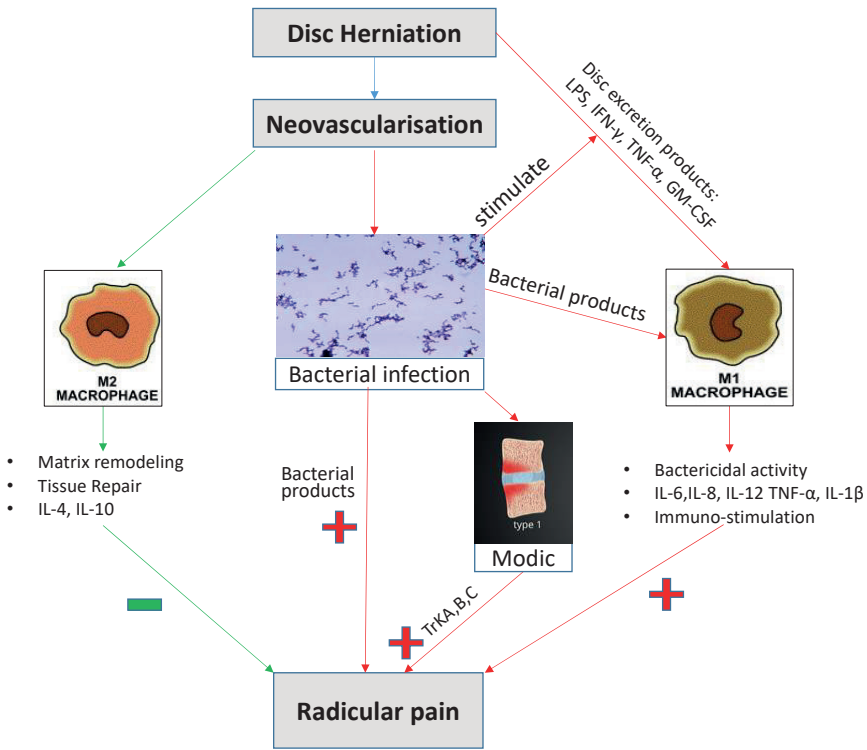 Disc Herniation
Neovascularisation
Disc excretion products:
LPS, IFN-γ, TNF-α, GM-CSF
stimulate
Bacterial products
M2
MACROPHAGE
Bacterial infection
M1
MACROPHAGE
• Matrix remodeling
• Tissue Repair
• IL-4, IL-10
Bacterial
products
type 1
Modic
• Bactericidal activity
• IL-6,IL-8, IL-12 TNF-α, IL-1β
• Immuno-stimulation
TrKA,B,C
Radicular pain